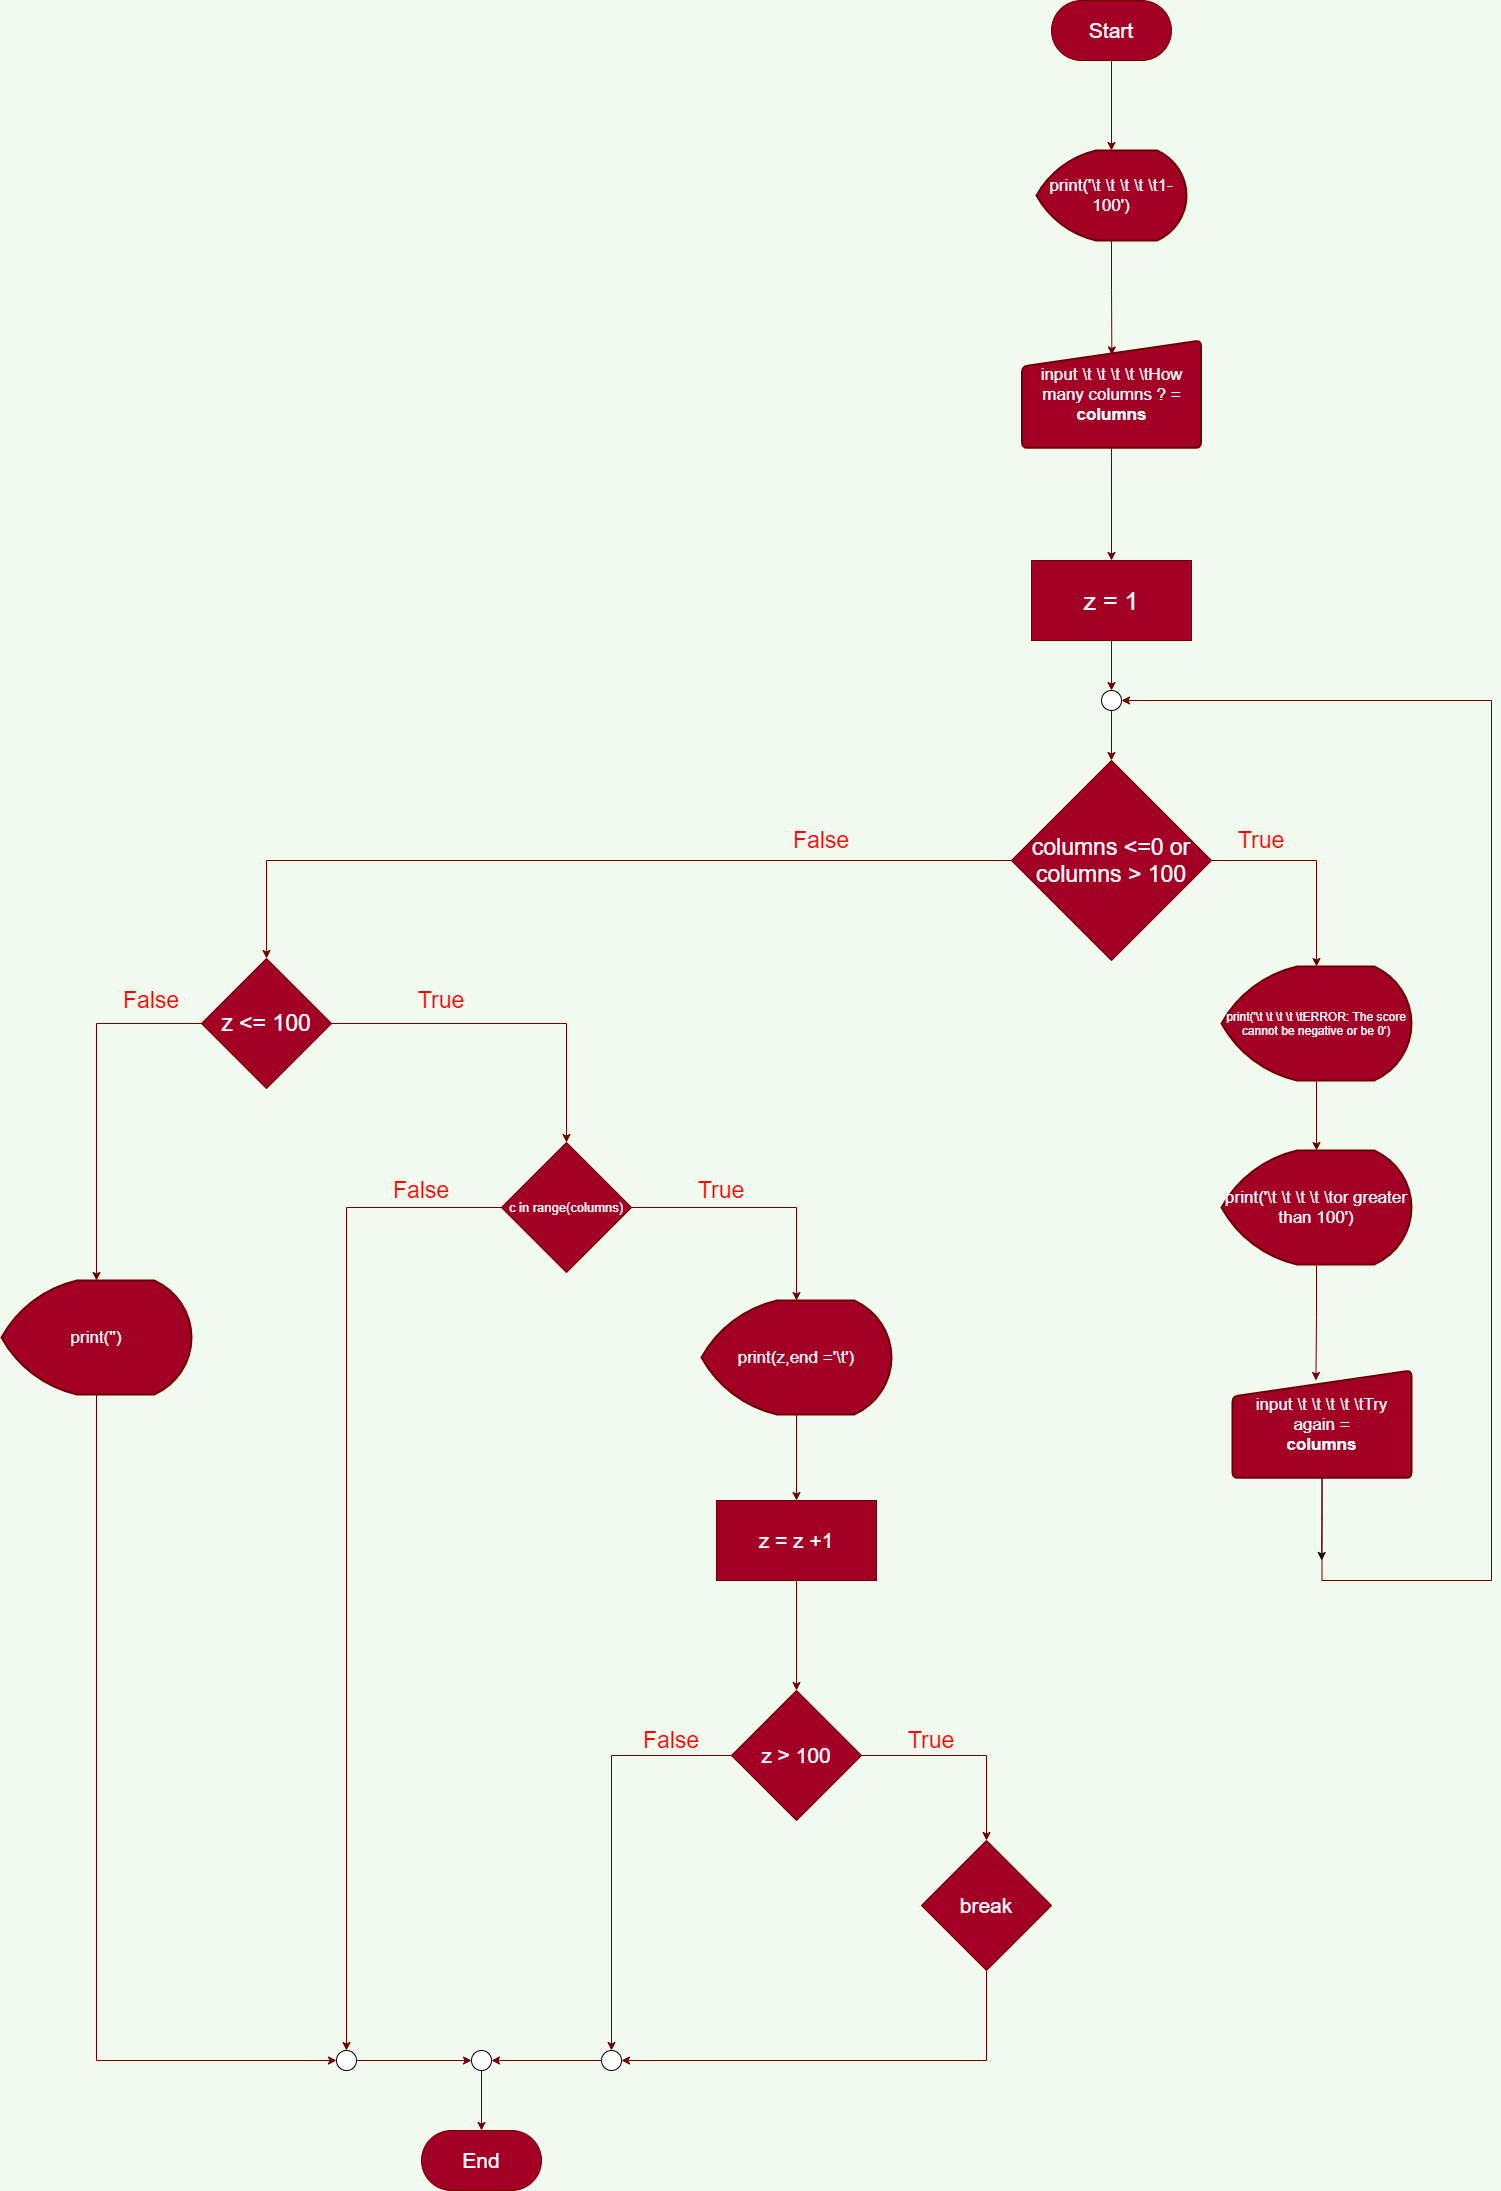 Start
print('\t \t \t \t \t1-
100')
input \t \t \t \t \tHow
many columns ? =
columns
z = 1
False
True
columns <=0 or
columns > 100
False
True
z <= 100
print('\t \t \t \t \tERROR: The score
cannot be negative or be 0')
False
True
c in range(columns)
print('\t \t \t \t \tor greater
than 100')
print('')
print(z,end ='\t')
input \t \t \t \t \tTry
again =
columns
z = z +1
False
True
z > 100
break
End